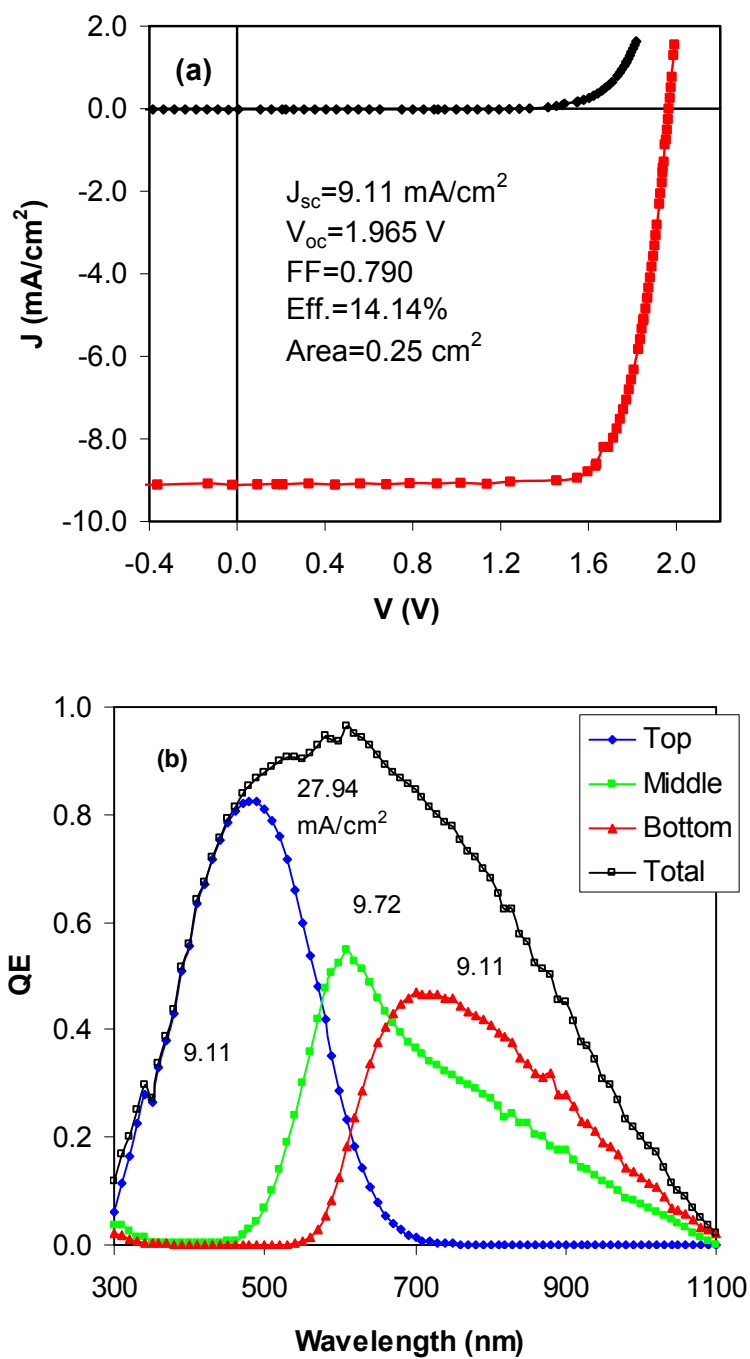 (a)
2.0
0.0
-2.0
-4.0
-6.0
-8.0
-10.0
J (mA/cm²)
J_sc=9.11 mA/cm²
V_oc=1.965 V
FF=0.790
Eff.=14.14%
Area=0.25 cm²
-0.4 0.0 0.4 0.8 1.2 1.6 2.0
V (V)
(b)
1.0
0.8
0.6
0.4
0.2
0.0
QE
Top
Middle
Bottom
Total
27.94
mA/cm²
9.72
9.11
9.11
300 500 700 900 1100
Wavelength (nm)